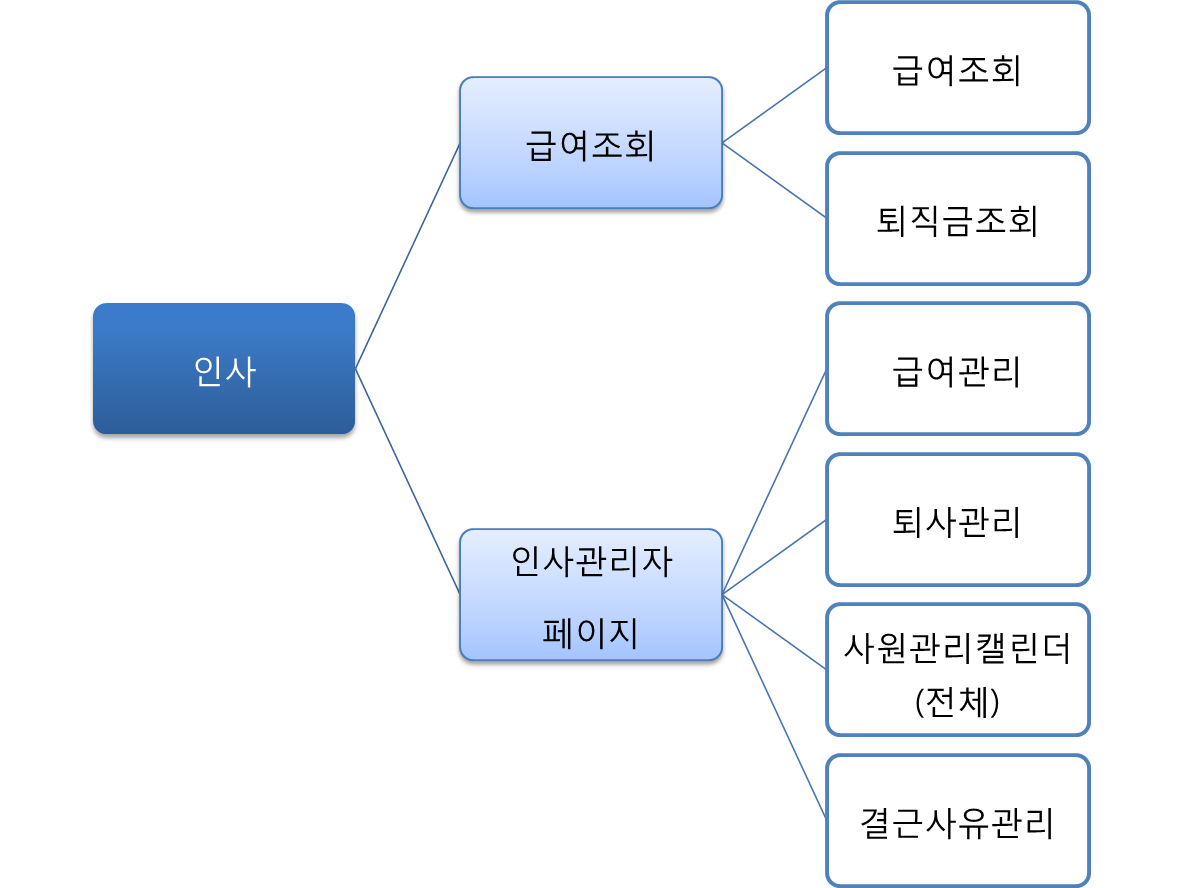 인사
급여조회
급여조회
퇴직금조회
인사관리자
페이지
급여관리
퇴사관리
사원관리캘린더
(전체)
결근사유관리